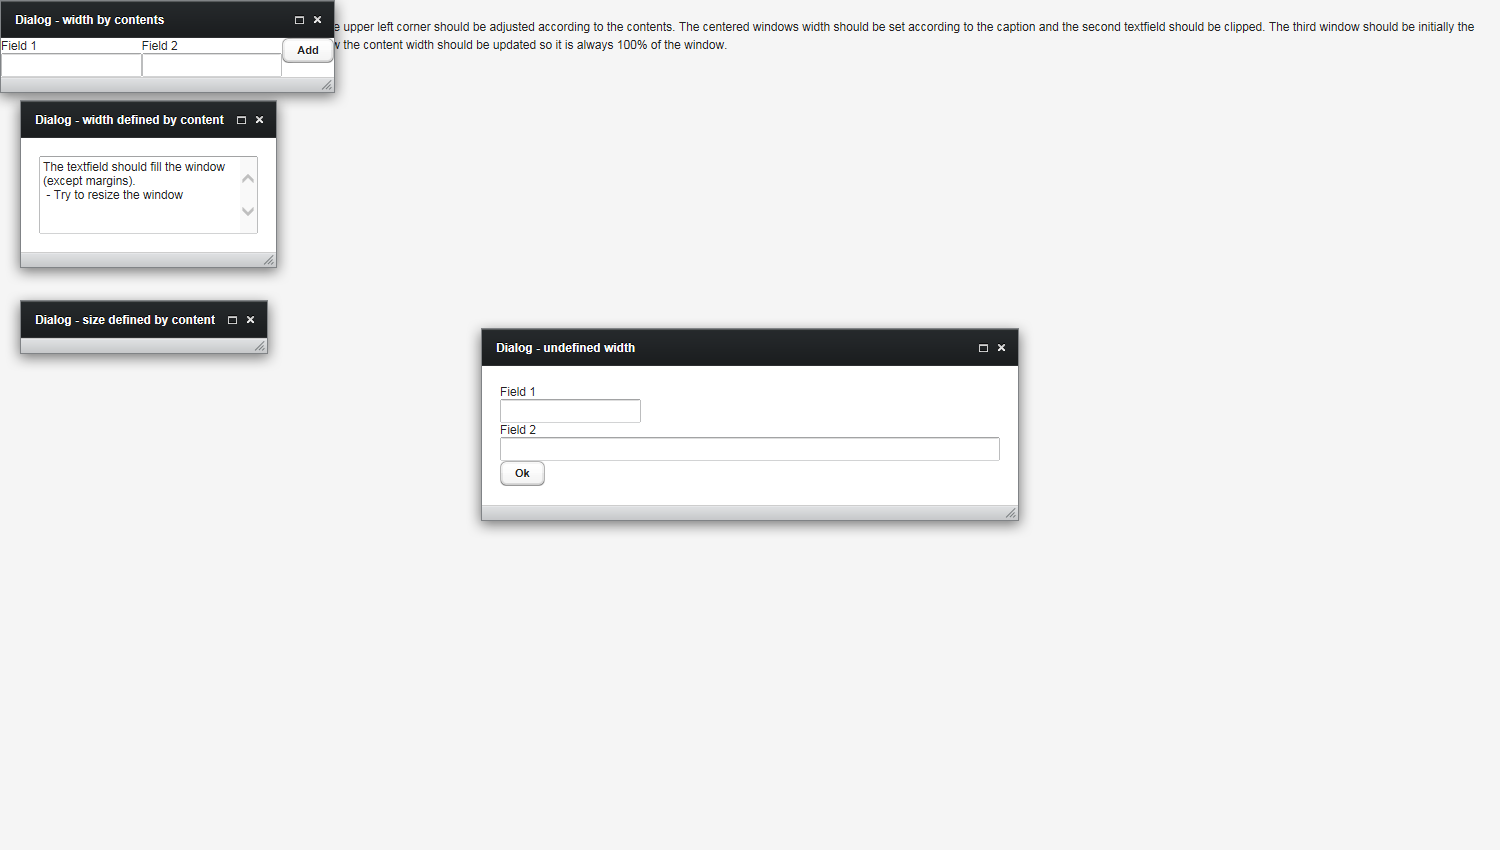 Dialog - width by contents
upper left corner should be adjusted according to the contents. The centered windows width should be set according to the caption and the second textfield should be clipped. The third window should be initially the
the content width should be updated so it is always 100% of the window.
Field 1
Field 2
Add
Dialog - width defined by content
The textfield should fill the window
(except margins).
- Try to resize the window
Dialog - size defined by content
Dialog - undefined width
Field 1
Field 2
Ok